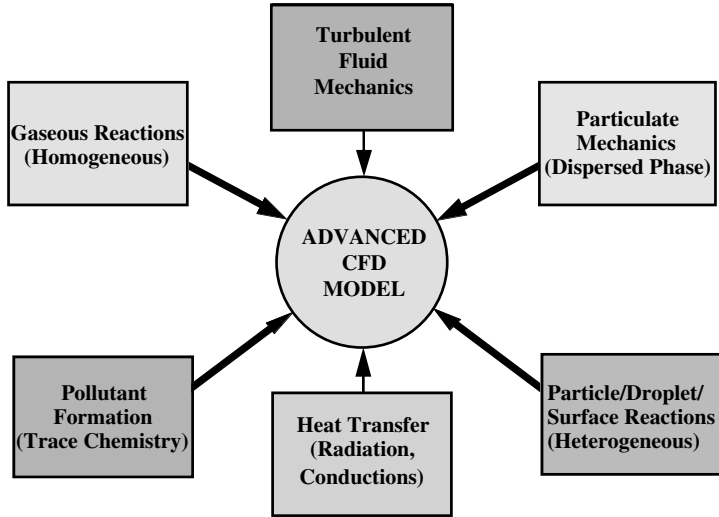 Turbulent
Fluid
Mechanics
Gaseous Reactions
(Homogeneous)
Particulate
Mechanics
(Dispersed Phase)
ADVANCED
CFD
MODEL
Pollutant
Formation
(Trace Chemistry)
Heat Transfer
(Radiation,
Conductions)
Particle/Droplet/
Surface Reactions
(Heterogeneous)